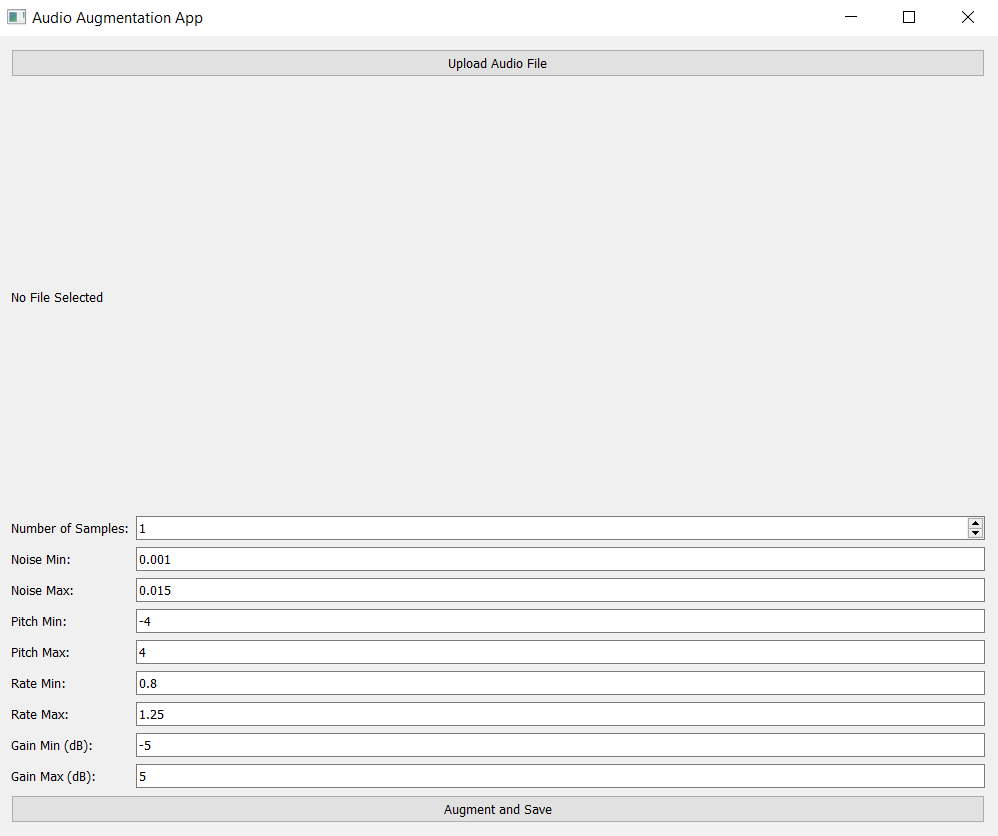 Audio Augmentation App
Upload Audio File
No File Selected
Number of Samples: 1
Noise Min: 0.001
Noise Max: 0.015
Pitch Min: -4
Pitch Max: 4
Rate Min: 0.8
Rate Max: 1.25
Gain Min (dB): -5
Gain Max (dB): 5
Augment and Save